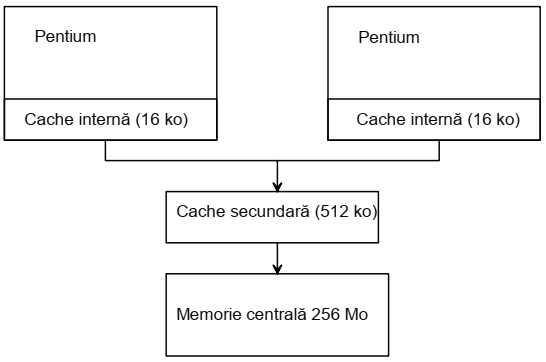 Pentium
Pentium
Cache internă (16 ko)
Cache internă (16 ko)
Cache secundară (512 ko)
Memorie centrală 256 Mo